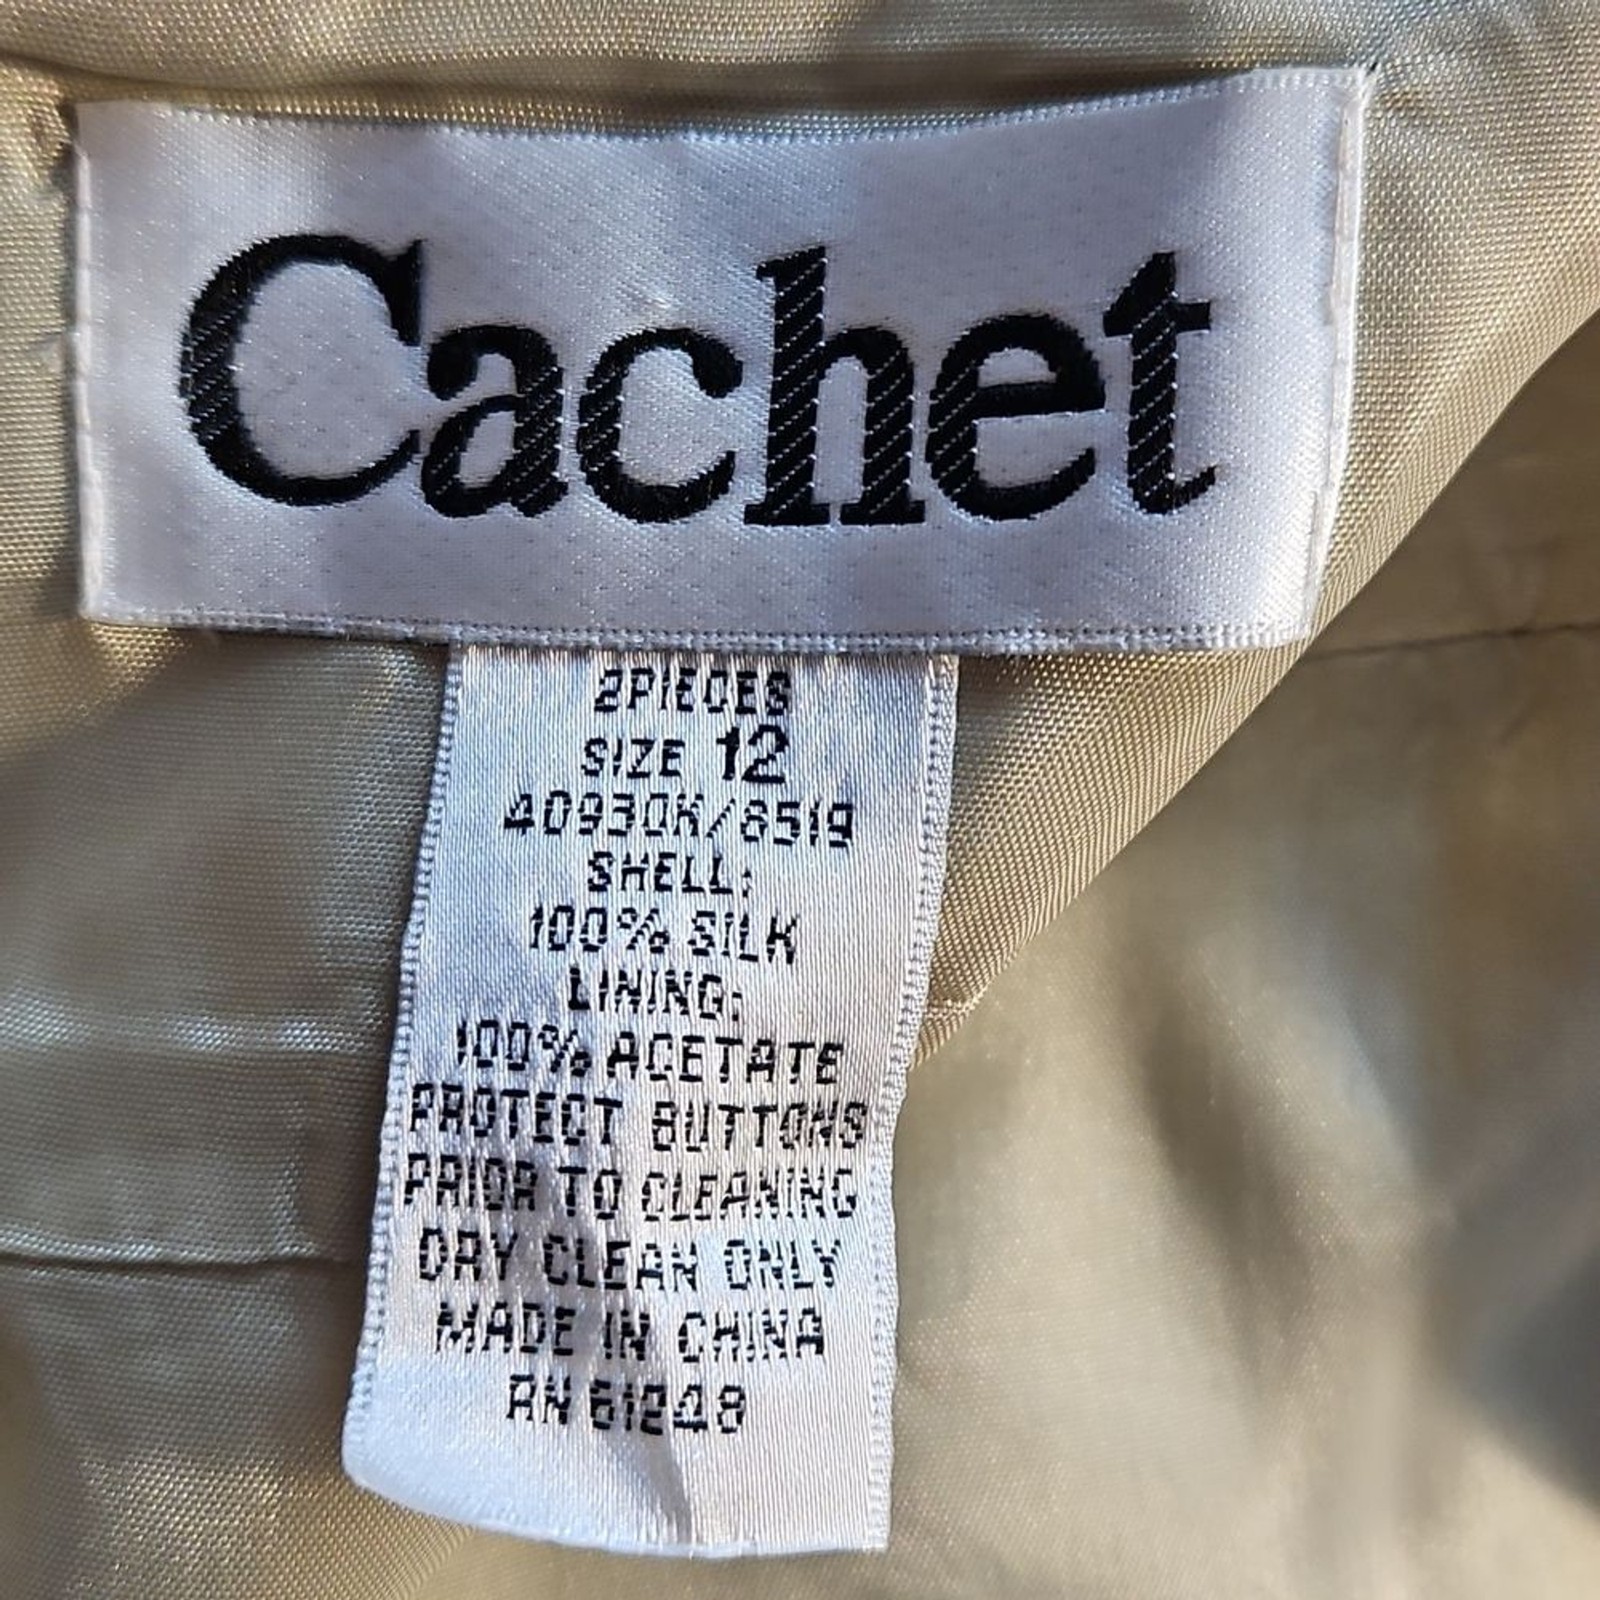 Cachet
2PIECES
SIZE 12
40930K/8519
SHELL:
100% SILK
LINING:
100% ACETATE
PROTECT BUTTONS
PRIOR TO CLEANING
DRY CLEAN ONLY
MADE IN CHINA
RN 61248